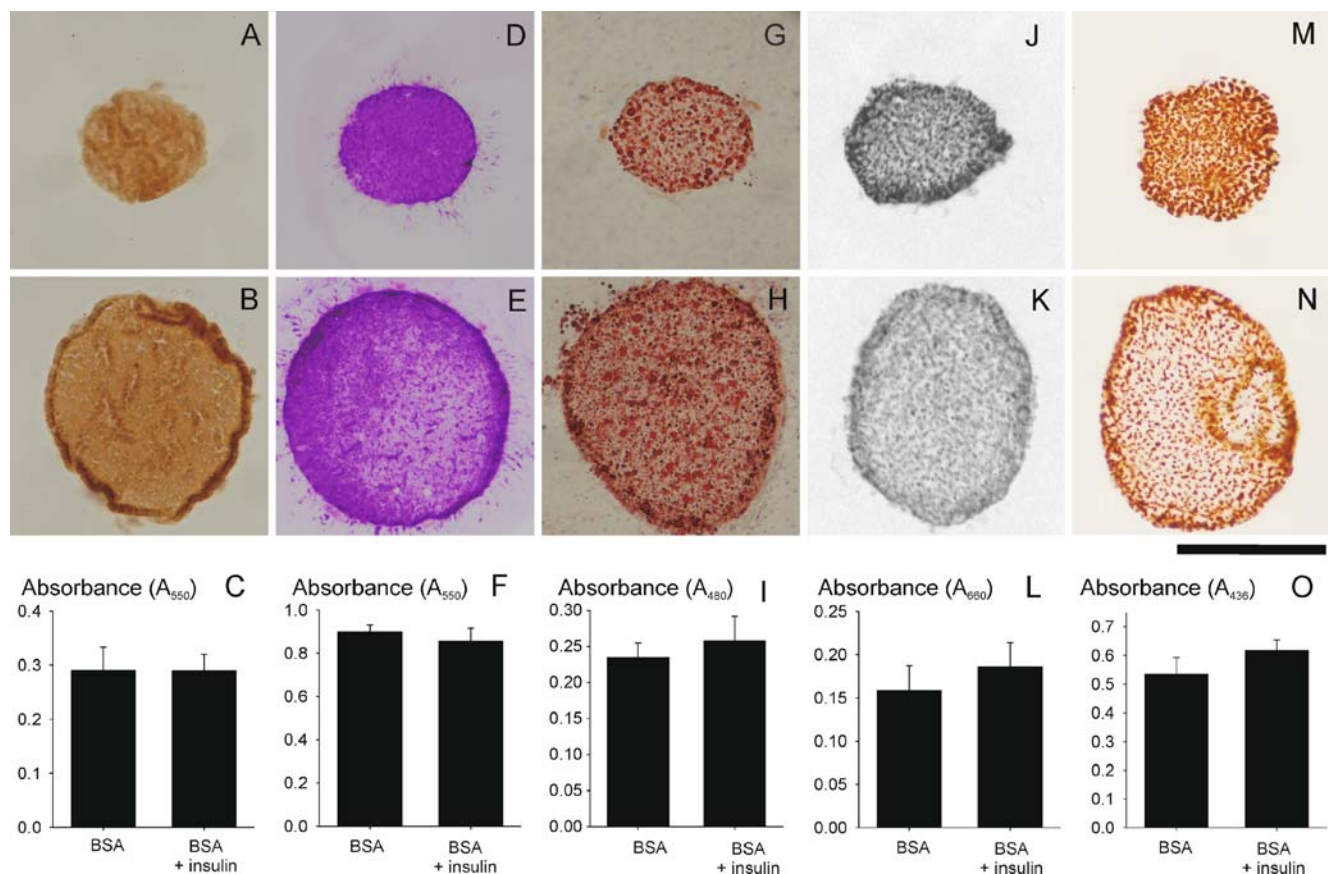 A D G J M
B E H K N
Absorbance (A₅₅₀) C
0.4
0.3
0.2
0.1
0.0
BSA
BSA
+ insulin
Absorbance (A₅₅₀) F
1.0
0.8
0.6
0.4
0.2
0.0
BSA
BSA
+ insulin
Absorbance (A₄₈₀) I
0.30
0.25
0.20
0.15
0.10
0.05
0.00
BSA
BSA
+ insulin
Absorbance (A₆₆₀) L
0.25
0.20
0.15
0.10
0.05
0.00
BSA
BSA
+ insulin
Absorbance (A₄₃₆) O
0.7
0.6
0.5
0.4
0.3
0.2
0.1
0.0
BSA
BSA
+ insulin